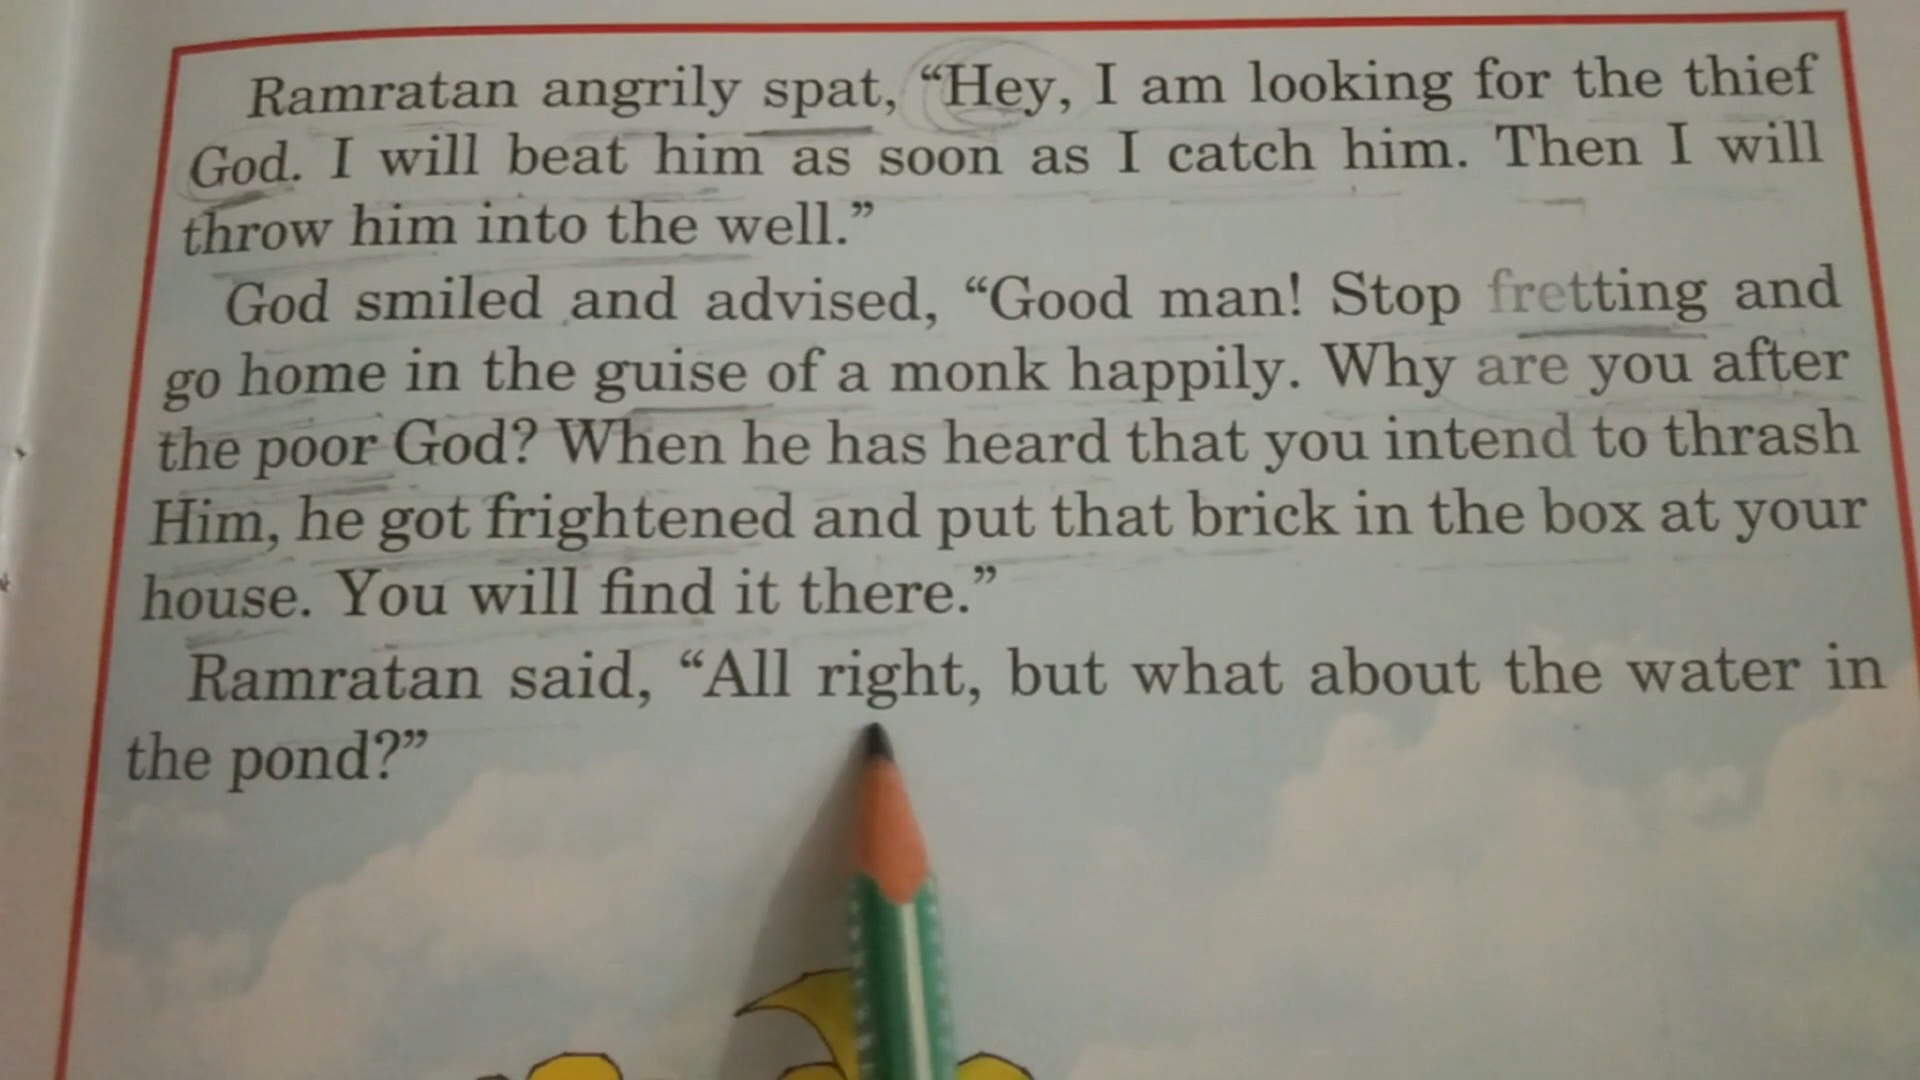 Ramratan angrily spat, “Hey, I am looking for the thief
God. I will beat him as soon as I catch him. Then I will
throw him into the well.”
God smiled and advised, “Good man! Stop fretting and
go home in the guise of a monk happily. Why are you after
the poor God? When he has heard that you intend to thrash
Him, he got frightened and put that brick in the box at your
house. You will find it there.”
Ramratan said, “All right, but what about the water in
the pond?”